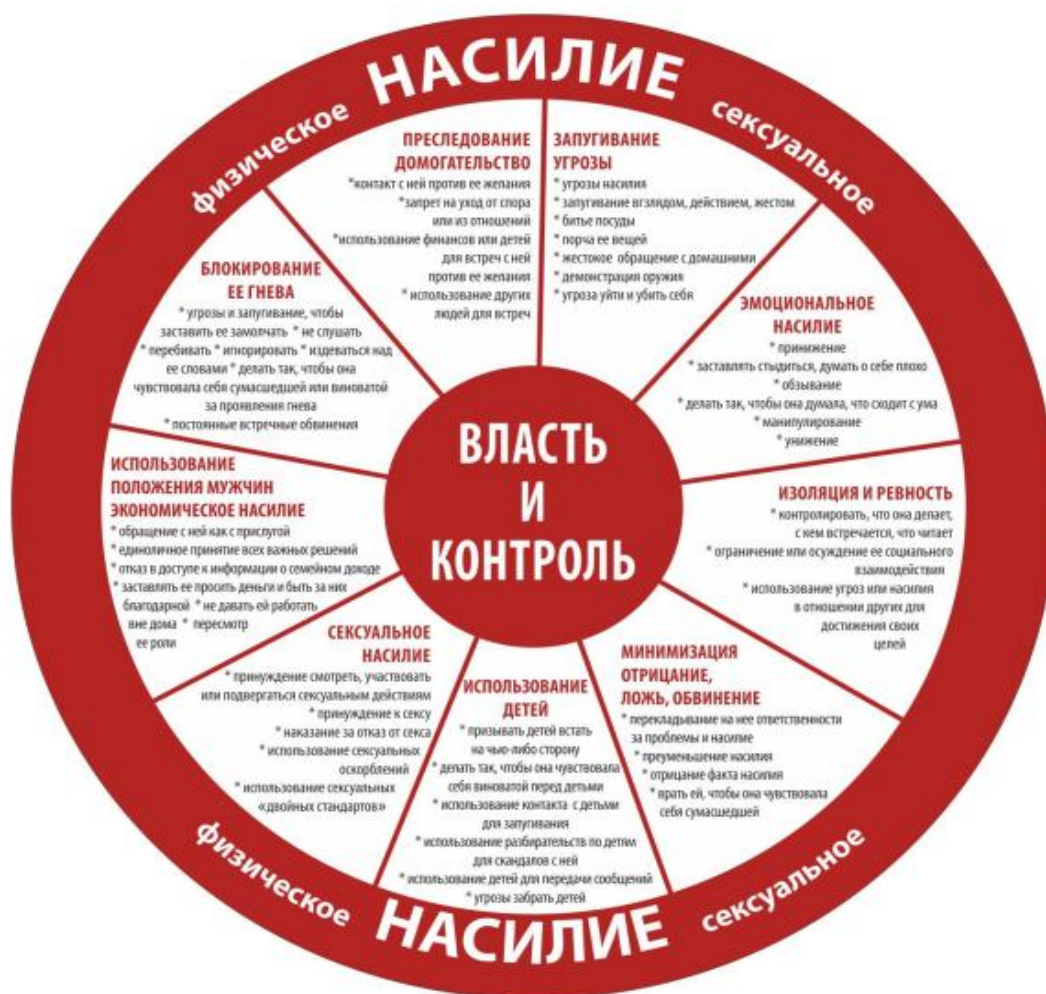 НАСИЛИЕ
физическое
сексуальное
ПРЕСЛЕДОВАНИЕ
ДОМОГАТЕЛЬСТВО
*контакт с ней против ее желания
*запрет на уход от спора
или из отношений
*использование финансов или детей
для встреч с ней
против ее желания
* использование других
людей для встреч
ЗАПУГИВАНИЕ
УГРОЗЫ
* угрозы насилия
* запугивание взглядом, действием, жестом
* битье посуды
* порча ее вещей
* жестокое обращение с домашними
* демонстрация оружия
* угроза уйти и убить себя
ЭМОЦИОНАЛЬНОЕ
НАСИЛИЕ
* принижение
* заставлять стыдиться, думать о себе плохо
* обзывание
* делать так, чтобы она думала, что сходит с ума
* манипулирование
* унижение
ИЗОЛЯЦИЯ И РЕВНОСТЬ
* контролировать, что она делает,
с кем встречается, что читает
* ограничение или осуждение ее социального
взаимодействия
* использование угроз или насилия
в отношении других для
достижения своих
целей
МИНИМИЗАЦИЯ
ОТРИЦАНИЕ,
ЛОЖЬ, ОБВИНЕНИЕ
* перекладывание на нее ответственности
за проблемы и насилие
* преуменьшение насилия
* отрицание факта насилия
* врать ей, чтобы она чувствовала
себя сумасшедшей
ИСПОЛЬЗОВАНИЕ
ДЕТЕЙ
* призывать детей встать
на чью-либо сторону
* делать так, чтобы она чувствовала
себя виноватой перед детьми
* использование контакта с детьми
для запугивания
* использование разбирательств по детям
для скандалов с ней
* использование детей для передачи сообщений
* угрозы забрать детей
СЕКСУАЛЬНОЕ
НАСИЛИЕ
* принуждение смотреть, участвовать
или подвергаться сексуальным действиям
* принуждение к сексу
* наказание за отказ от секса
* использование сексуальных
оскорблений
* использование сексуальных
«двойных стандартов»
ИСПОЛЬЗОВАНИЕ
ПОЛОЖЕНИЯ МУЖЧИН
ЭКОНОМИЧЕСКОЕ НАСИЛИЕ
* обращение с ней как с прислугой
* единоличное принятие всех важных решений
* отказ в доступе к информации о семейном доходе
* заставлять ее просить деньги и быть за них
благодарной * не давать ей работать
вне дома * пересмотр
ее роли
БЛОКИРОВАНИЕ
ЕЕ ГНЕВА
* угрозы и запугивание, чтобы
заставить ее замолчать * не слушать
* перебивать * игнорировать * издеваться над
ее словами * делать так, чтобы она
чувствовала себя сумасшедшей или виноватой
за проявления гнева
* постоянные встречные обвинения
ВЛАСТЬ
И
КОНТРОЛЬ
физическое
НАСИЛИЕ
сексуальное